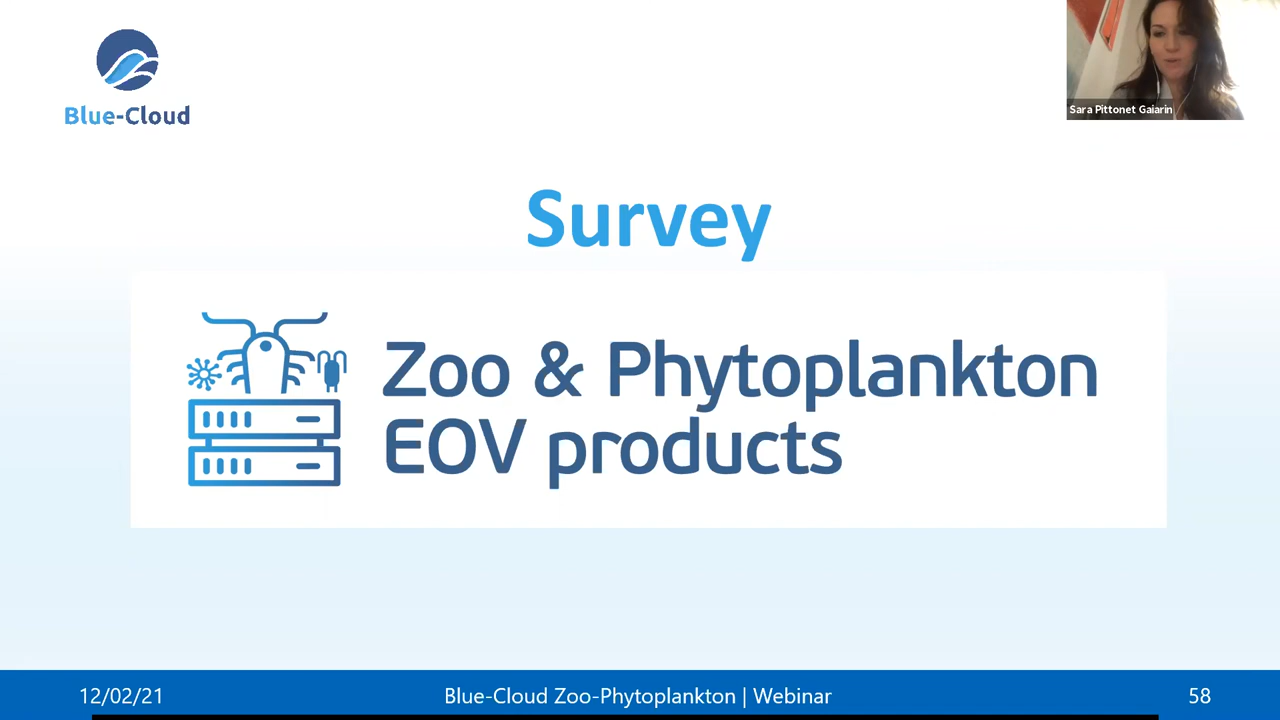 Blue-Cloud
Sara Pittonet Gaiarin
Survey
Zoo & Phytoplankton
EOV products
12/02/21
Blue-Cloud Zoo-Phytoplankton | Webinar
58